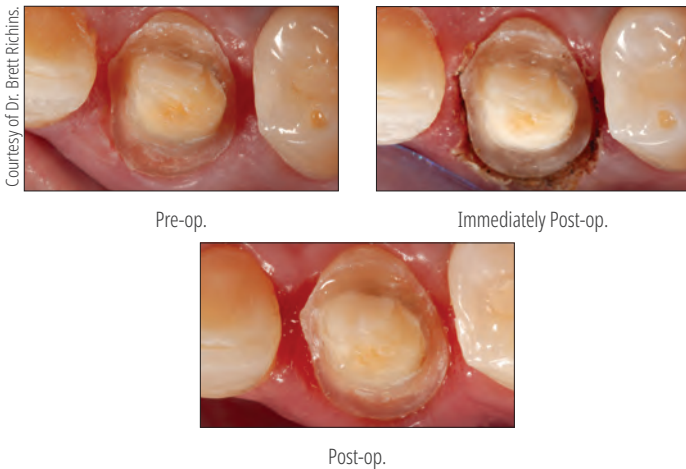 Courtesy of Dr. Brett Richins.
Pre-op.
Immediately Post-op.
Post-op.